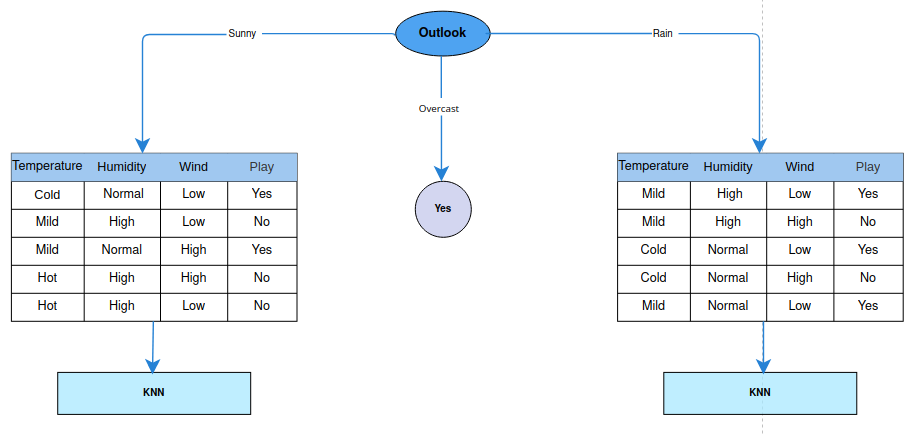 Outlook
Sunny
Rain
Overcast
Yes
Temperature Humidity Wind Play
Cold Normal Low Yes
Mild High Low No
Mild Normal High Yes
Hot High High No
Hot High Low No
KNN
Temperature Humidity Wind Play
Mild High Low Yes
Mild High High No
Cold Normal Low Yes
Cold Normal High No
Mild Normal Low Yes
KNN